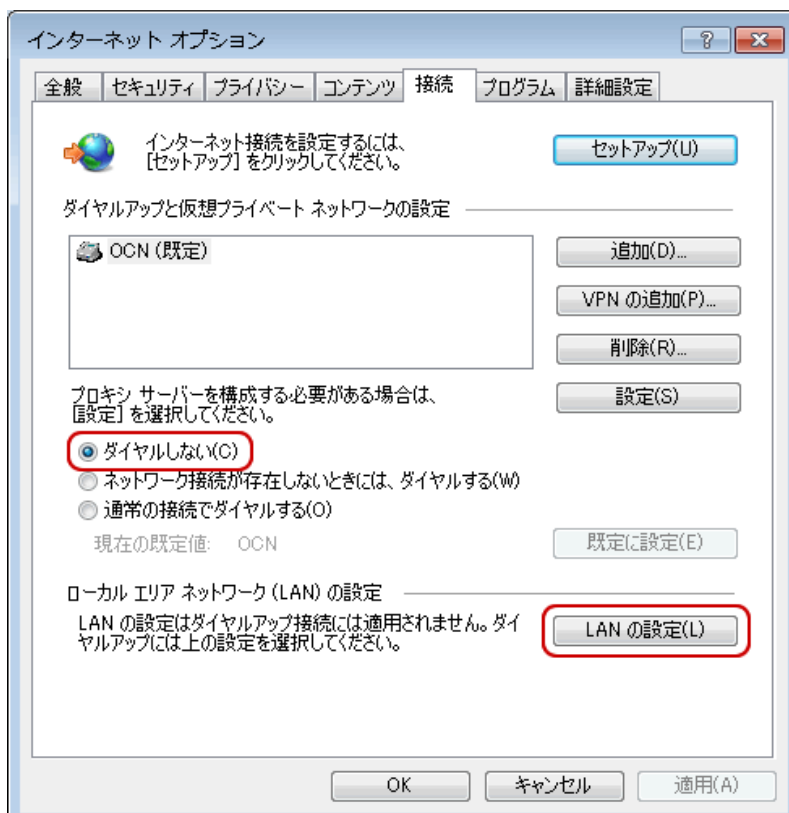 インターネット オプション
?
全般 セキュリティ プライバシー コンテンツ 接続 プログラム 詳細設定
インターネット接続を設定するには、
[セットアップ] をクリックしてください。
セットアップ(U)
ダイヤルアップと仮想プライベート ネットワークの設定
OCN (既定)
追加(D)...
VPN の追加(P)...
削除(R)...
プロキシ サーバーを構成する必要がある場合は、
[設定] を選択してください。
設定(S)
ダイヤルしない(C)
ネットワーク接続が存在しないときには、ダイヤルする(W)
通常の接続でダイヤルする(O)
現在の既定値: OCN
既定に設定(E)
ローカル エリア ネットワーク (LAN) の設定
LAN の設定はダイヤルアップ接続には適用されません。ダイ
ヤルアップには上の設定を選択してください。
LAN の設定(L)
OK キャンセル 適用(A)